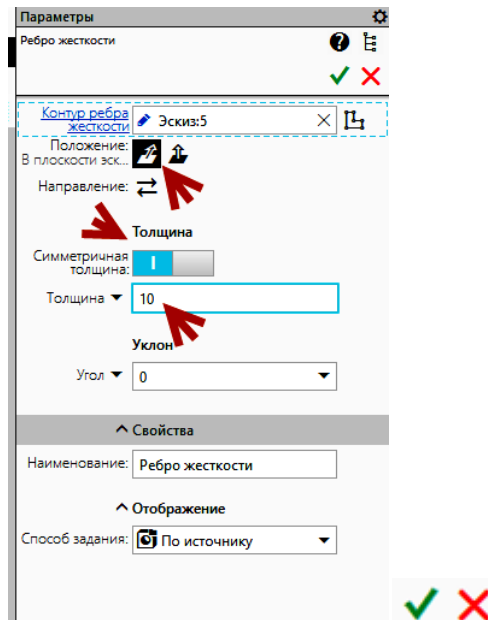 Параметры
Ребро жесткости
Контур ребра
жесткости
Эскиз:5
Положение:
В плоскости эск...
Направление:
Толщина
Симметричная
толщина:
Толщина
10
Уклон
Угол
0
Свойства
Наименование:
Ребро жесткости
Отображение
Способ задания:
По источнику